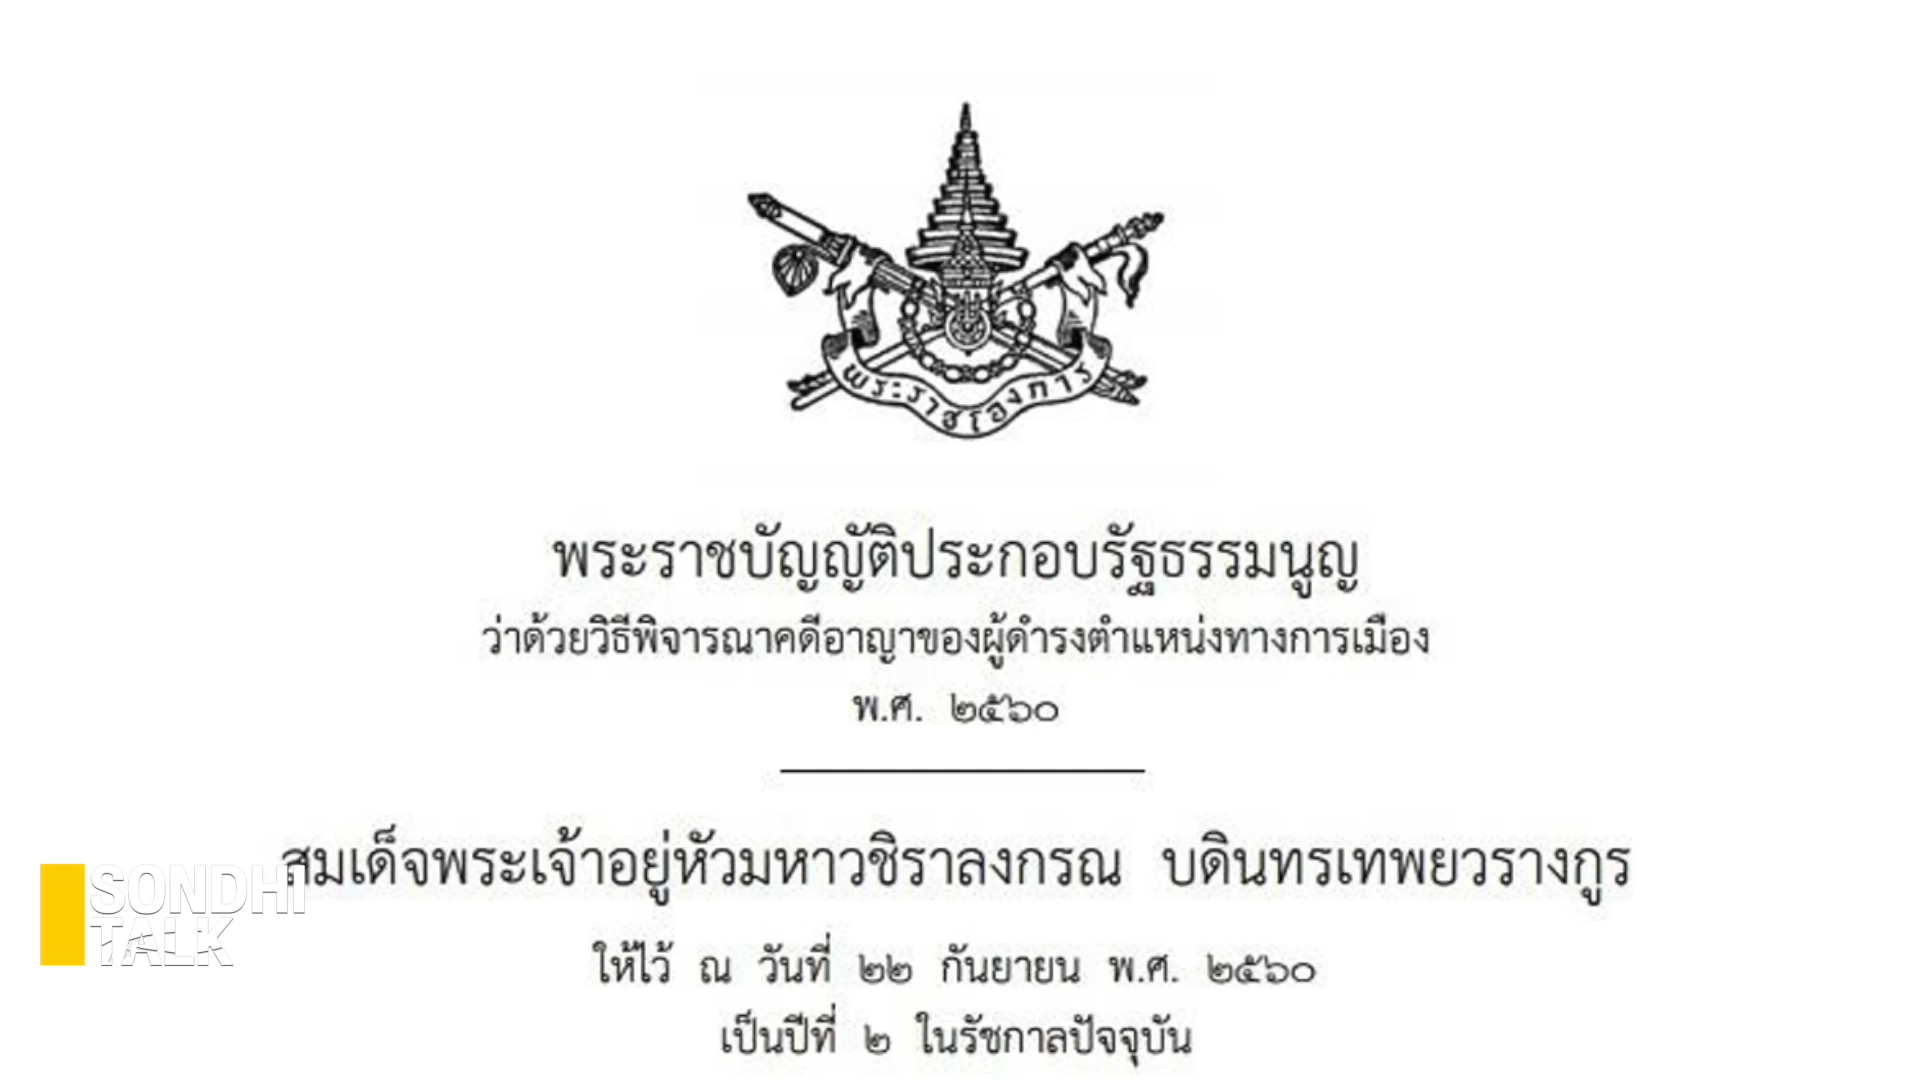 พระราชโองการ
พระราชบัญญัติประกอบรัฐธรรมนูญ
ว่าด้วยวิธีพิจารณาคดีอาญาของผู้ดำรงตำแหน่งทางการเมือง
พ.ศ. ๒๕๖๐
สมเด็จพระเจ้าอยู่หัวมหาวชิราลงกรณ บดินทรเทพยวรางกูร
SONDHI
TALK
ให้ไว้ ณ วันที่ ๒๒ กันยายน พ.ศ. ๒๕๖๐
เป็นปีที่ ๒ ในรัชกาลปัจจุบัน